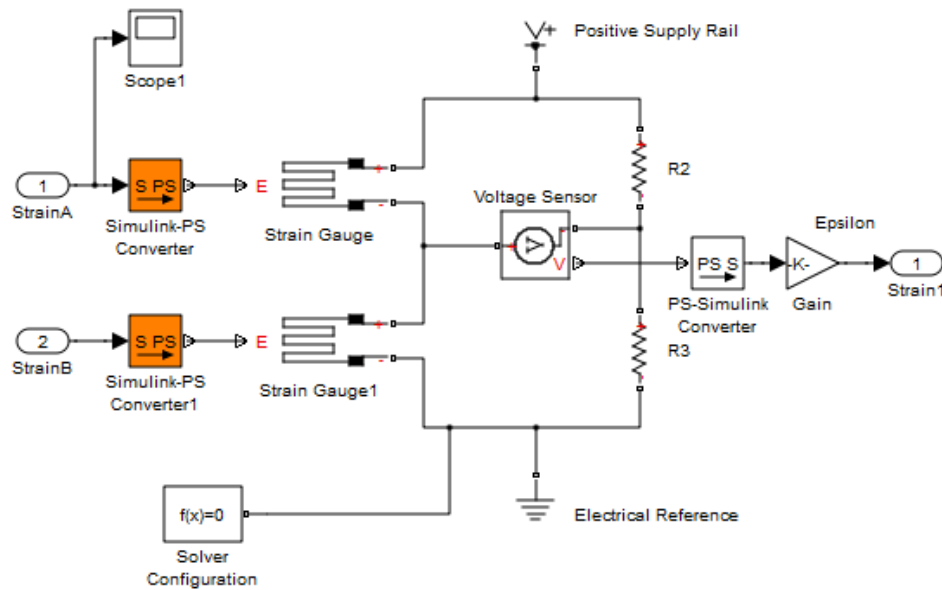 V+
Positive Supply Rail
Scope1
1
StrainA
S PS
Simulink-PS
Converter
E
+
-
Strain Gauge
+
-
R2
Voltage Sensor
+
-
V
V
PS S
PS-Simulink
Converter
Epsilon
-K-
Gain
1
Strain1
2
StrainB
S PS
Simulink-PS
Converter1
E
+
-
Strain Gauge1
+
-
R3
f(x)=0
Solver
Configuration
Electrical Reference